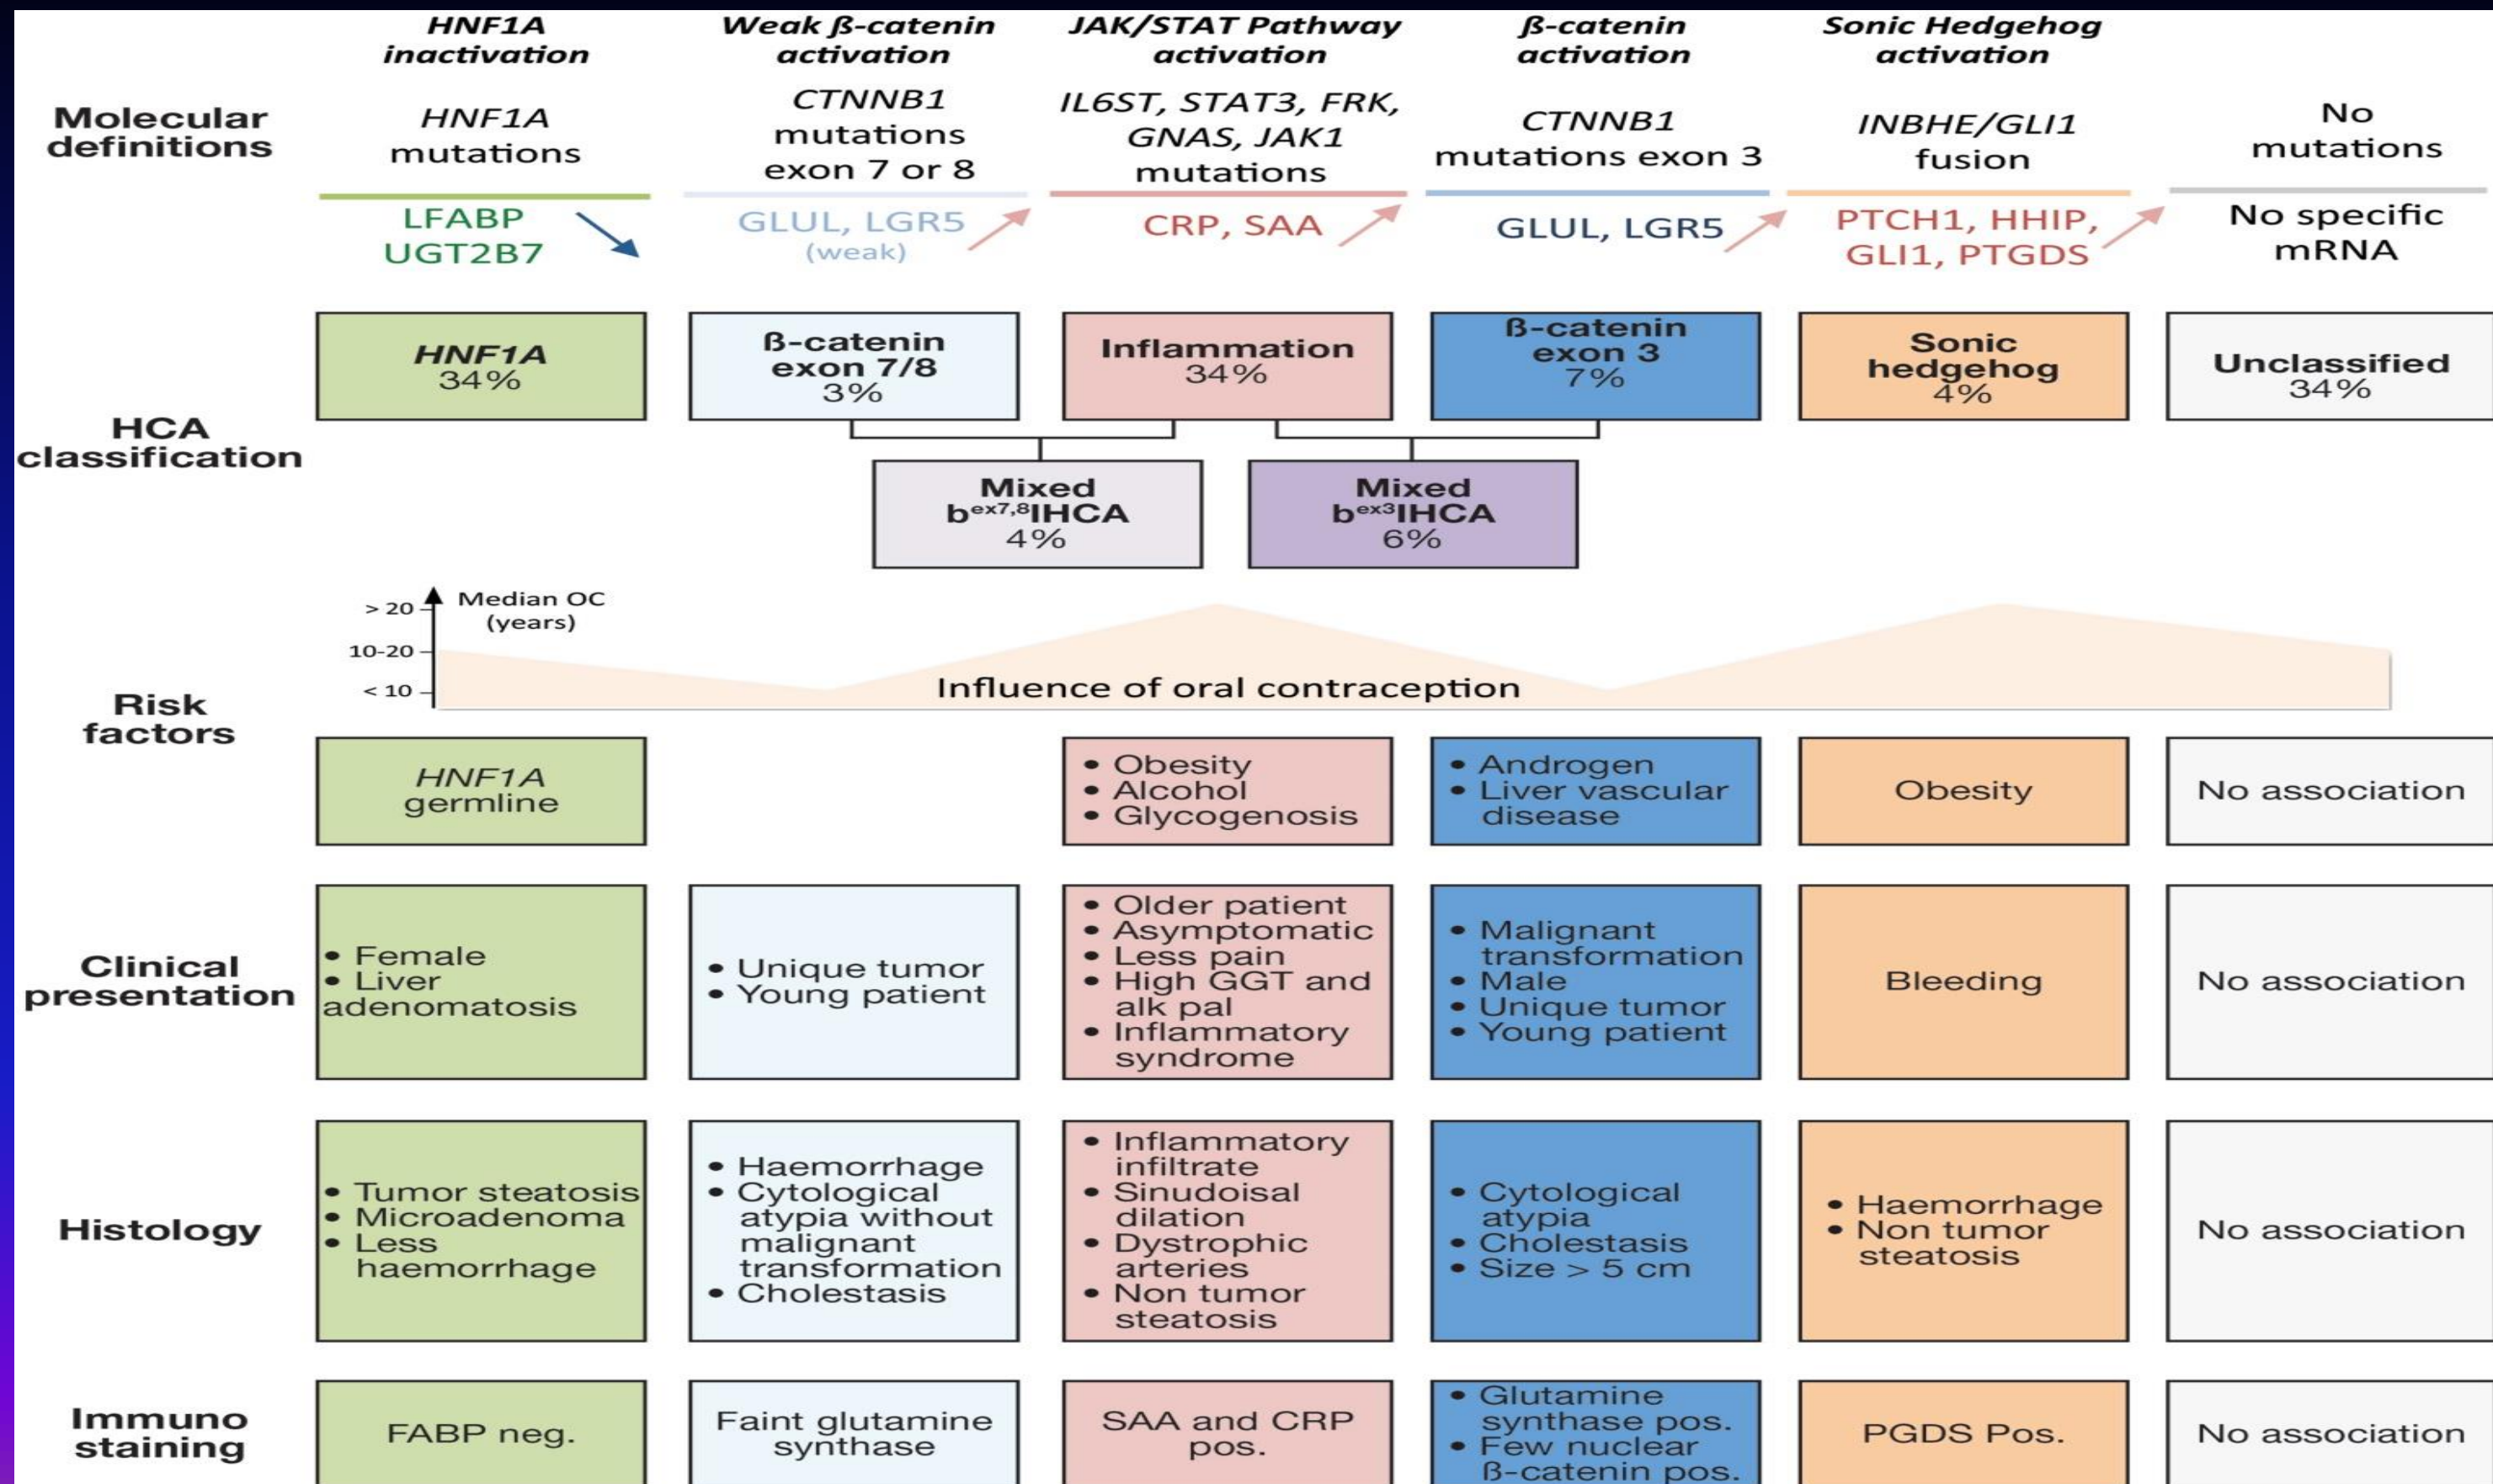 HNF1A
inactivation
Weak ß-catenin
activation
JAK/STAT Pathway
activation
ß-catenin
activation
Sonic Hedgehog
activation
Molecular
definitions
HNF1A
mutations
CTNNB1
mutations
exon 7 or 8
IL6ST, STAT3, FRK,
GNAS, JAK1
mutations
CTNNB1
mutations exon 3
INBHE/GLI1
fusion
No
mutations
LFABP
UGT2B7
GLUL, LGR5
(weak)
CRP, SAA
GLUL, LGR5
PTCH1, HHIP,
GLI1, PTGDS
No specific
mRNA
HCA
classification
HNF1A
34%
ß-catenin
exon 7/8
3%
Inflammation
34%
ß-catenin
exon 3
7%
Sonic
hedgehog
4%
Unclassified
34%
Mixed
bex7,8IHCA
4%
Mixed
bex3IHCA
6%
Risk
factors
> 20
10-20
< 10
Median OC
(years)
Influence of oral contraception
HNF1A
germline
• Obesity
• Alcohol
• Glycogenosis
• Androgen
• Liver vascular
disease
Obesity
No association
Clinical
presentation
• Female
• Liver
adenomatosis
• Unique tumor
• Young patient
• Older patient
• Asymptomatic
• Less pain
• High GGT and
alk pal
• Inflammatory
syndrome
• Malignant
transformation
• Male
• Unique tumor
• Young patient
Bleeding
No association
Histology
• Tumor steatosis
• Microadenoma
• Less
haemorrhage
• Haemorrhage
• Cytological
atypia without
malignant
transformation
• Cholestasis
• Inflammatory
infiltrate
• Sinudoisal
dilation
• Dystrophic
arteries
• Non tumor
steatosis
• Cytological
atypia
• Cholestasis
• Size > 5 cm
• Haemorrhage
• Non tumor
steatosis
No association
Immuno
staining
FABP neg.
Faint glutamine
synthase
SAA and CRP
pos.
• Glutamine
synthase pos.
• Few nuclear
ß-catenin pos.
PGDS Pos.
No association